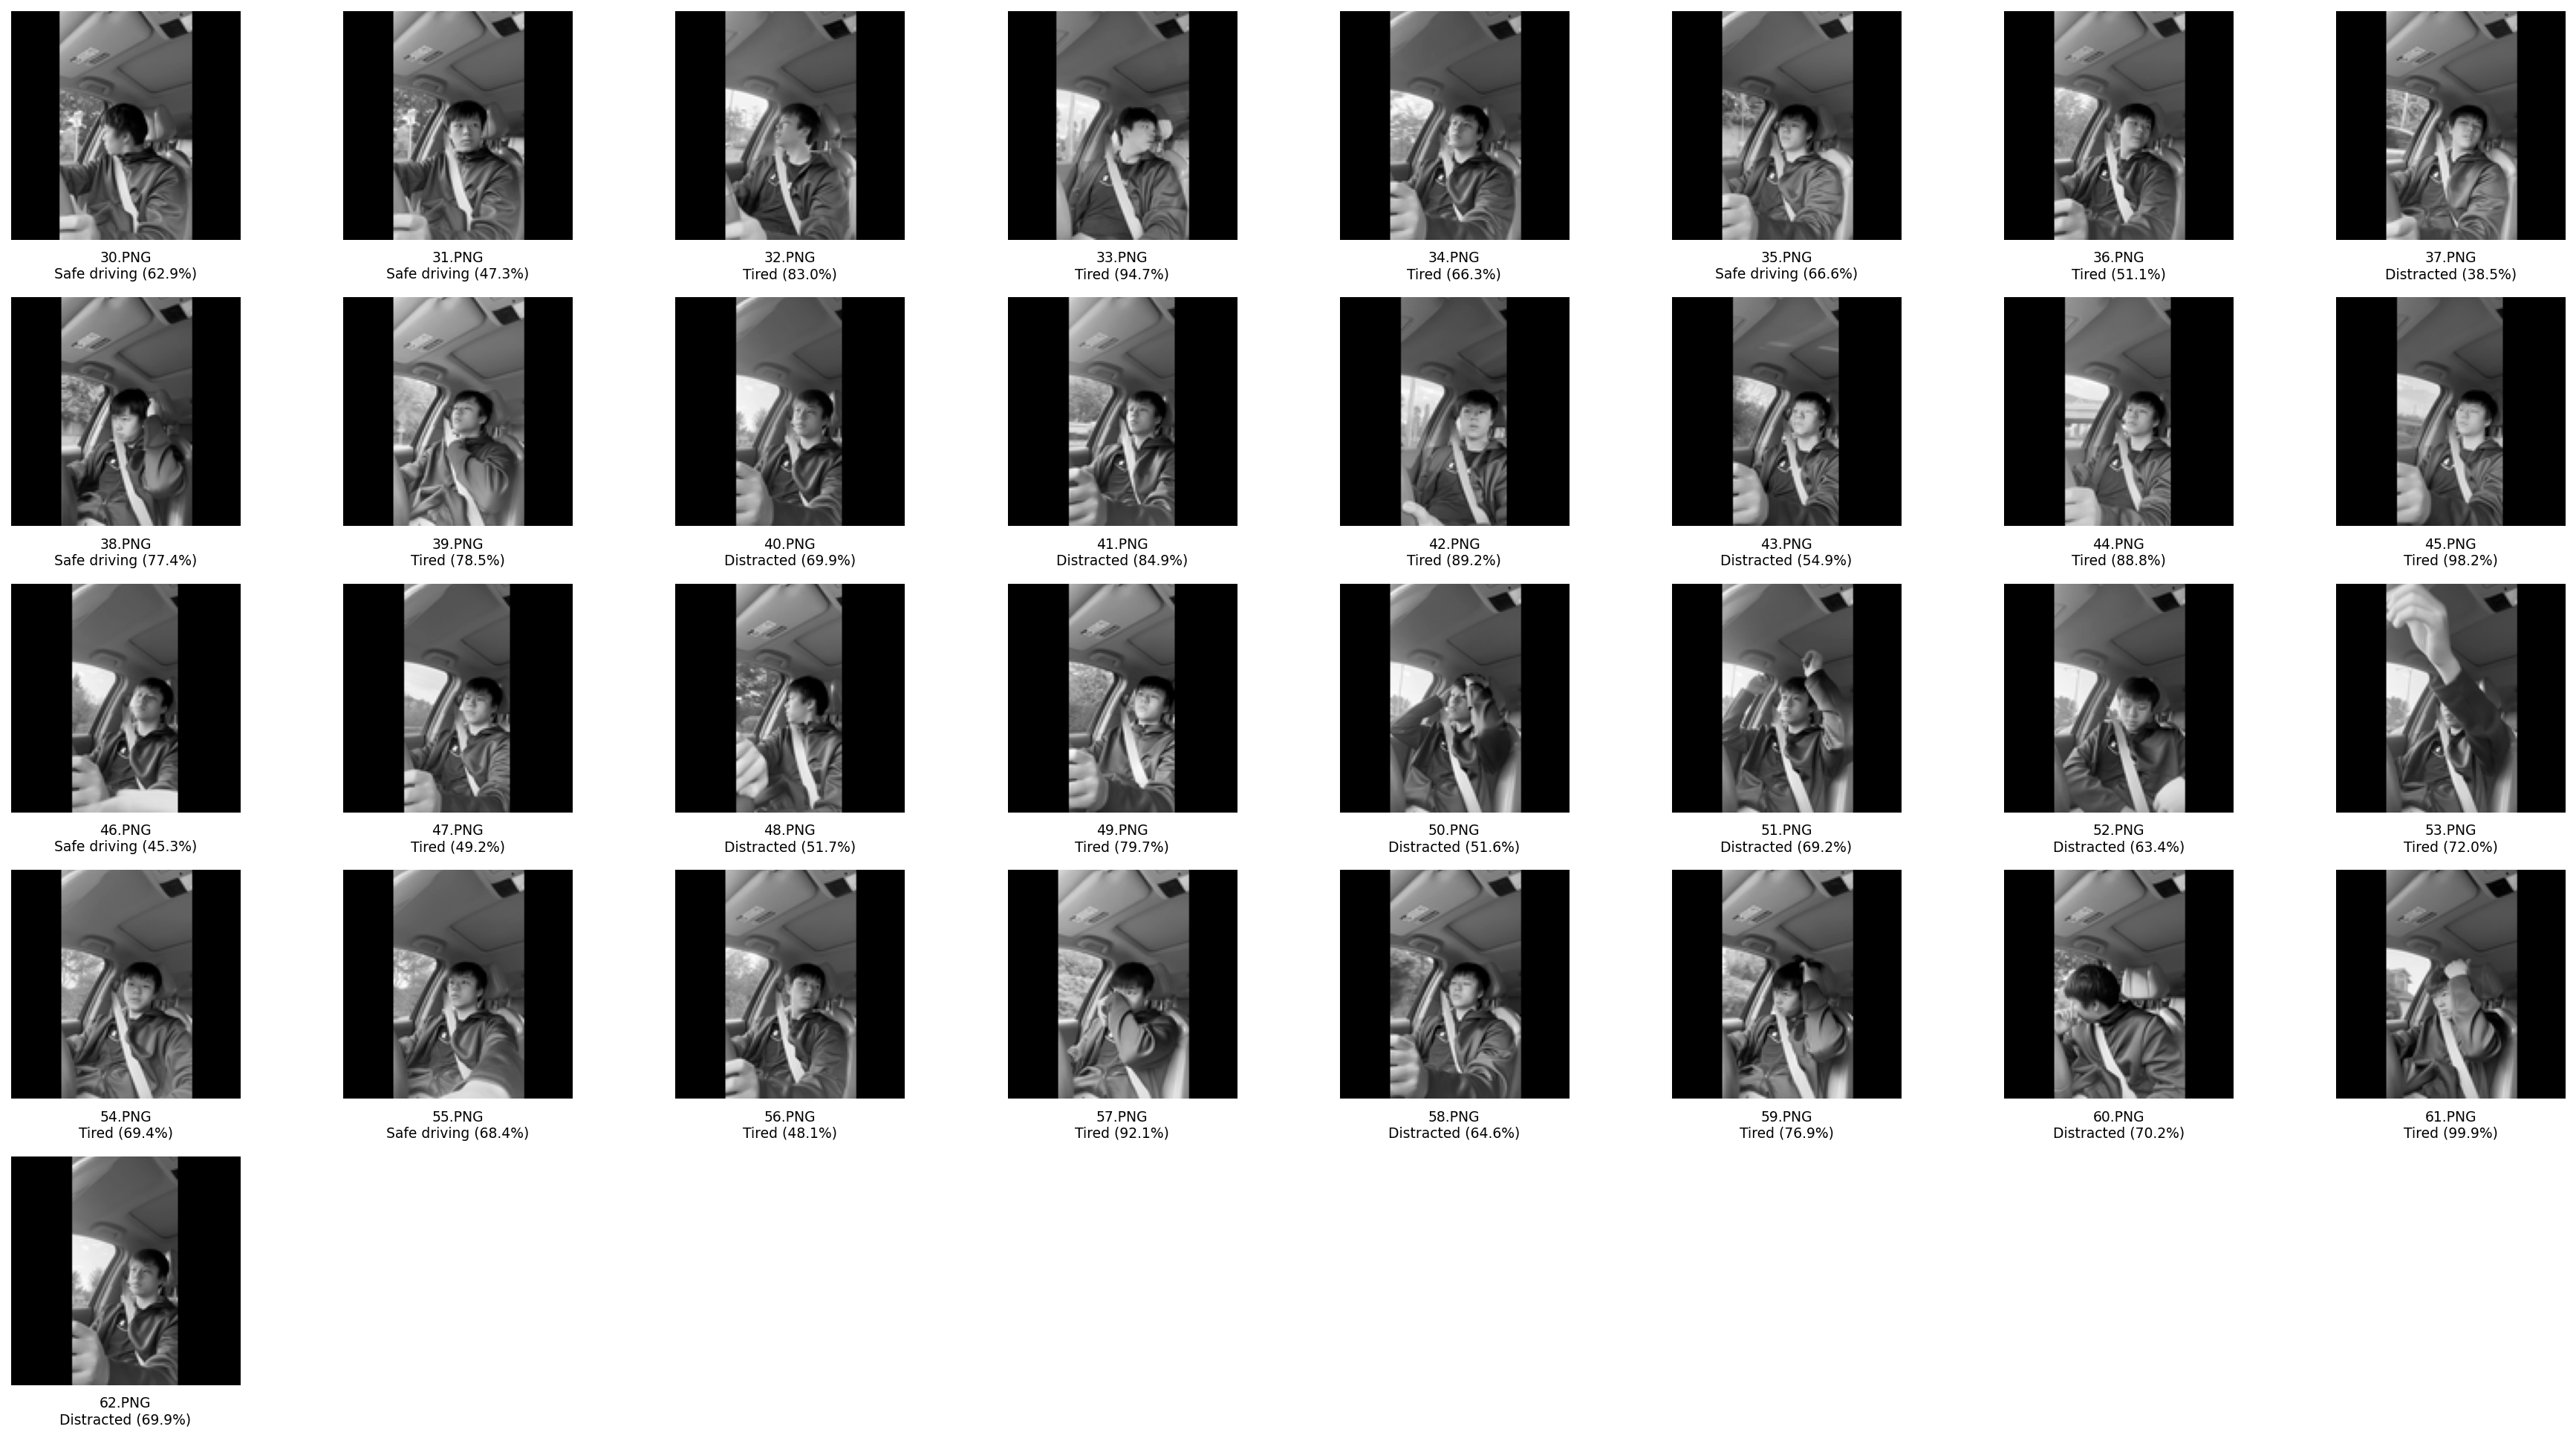 30.PNG
Safe driving (62.9%)
31.PNG
Safe driving (47.3%)
32.PNG
Tired (83.0%)
33.PNG
Tired (94.7%)
34.PNG
Tired (66.3%)
35.PNG
Safe driving (66.6%)
36.PNG
Tired (51.1%)
37.PNG
Distracted (38.5%)
38.PNG
Safe driving (77.4%)
39.PNG
Tired (78.5%)
40.PNG
Distracted (69.9%)
41.PNG
Distracted (84.9%)
42.PNG
Tired (89.2%)
43.PNG
Distracted (54.9%)
44.PNG
Tired (88.8%)
45.PNG
Tired (98.2%)
46.PNG
Safe driving (45.3%)
47.PNG
Tired (49.2%)
48.PNG
Distracted (51.7%)
49.PNG
Tired (79.7%)
50.PNG
Distracted (51.6%)
51.PNG
Distracted (69.2%)
52.PNG
Distracted (63.4%)
53.PNG
Tired (72.0%)
54.PNG
Tired (69.4%)
55.PNG
Safe driving (68.4%)
56.PNG
Tired (48.1%)
57.PNG
Tired (92.1%)
58.PNG
Distracted (64.6%)
59.PNG
Tired (76.9%)
60.PNG
Distracted (70.2%)
61.PNG
Tired (99.9%)
62.PNG
Distracted (69.9%)